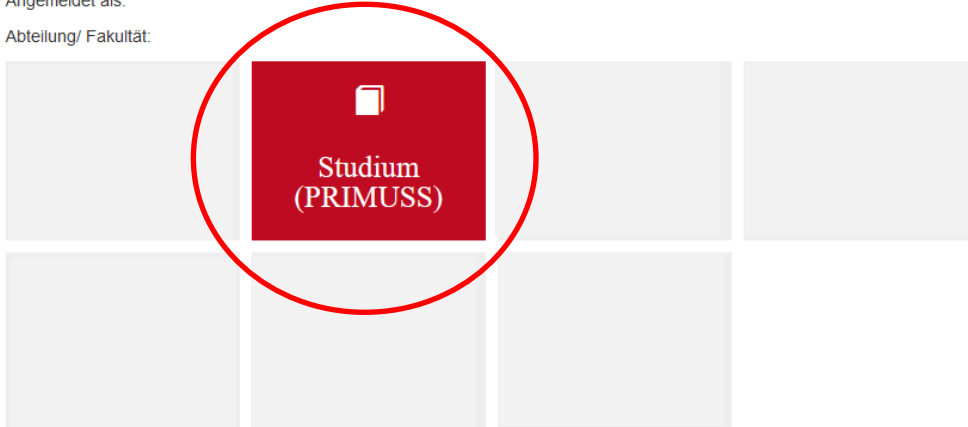 Angemeldet als:
Abteilung/ Fakultät:
Studium
(PRIMUSS)